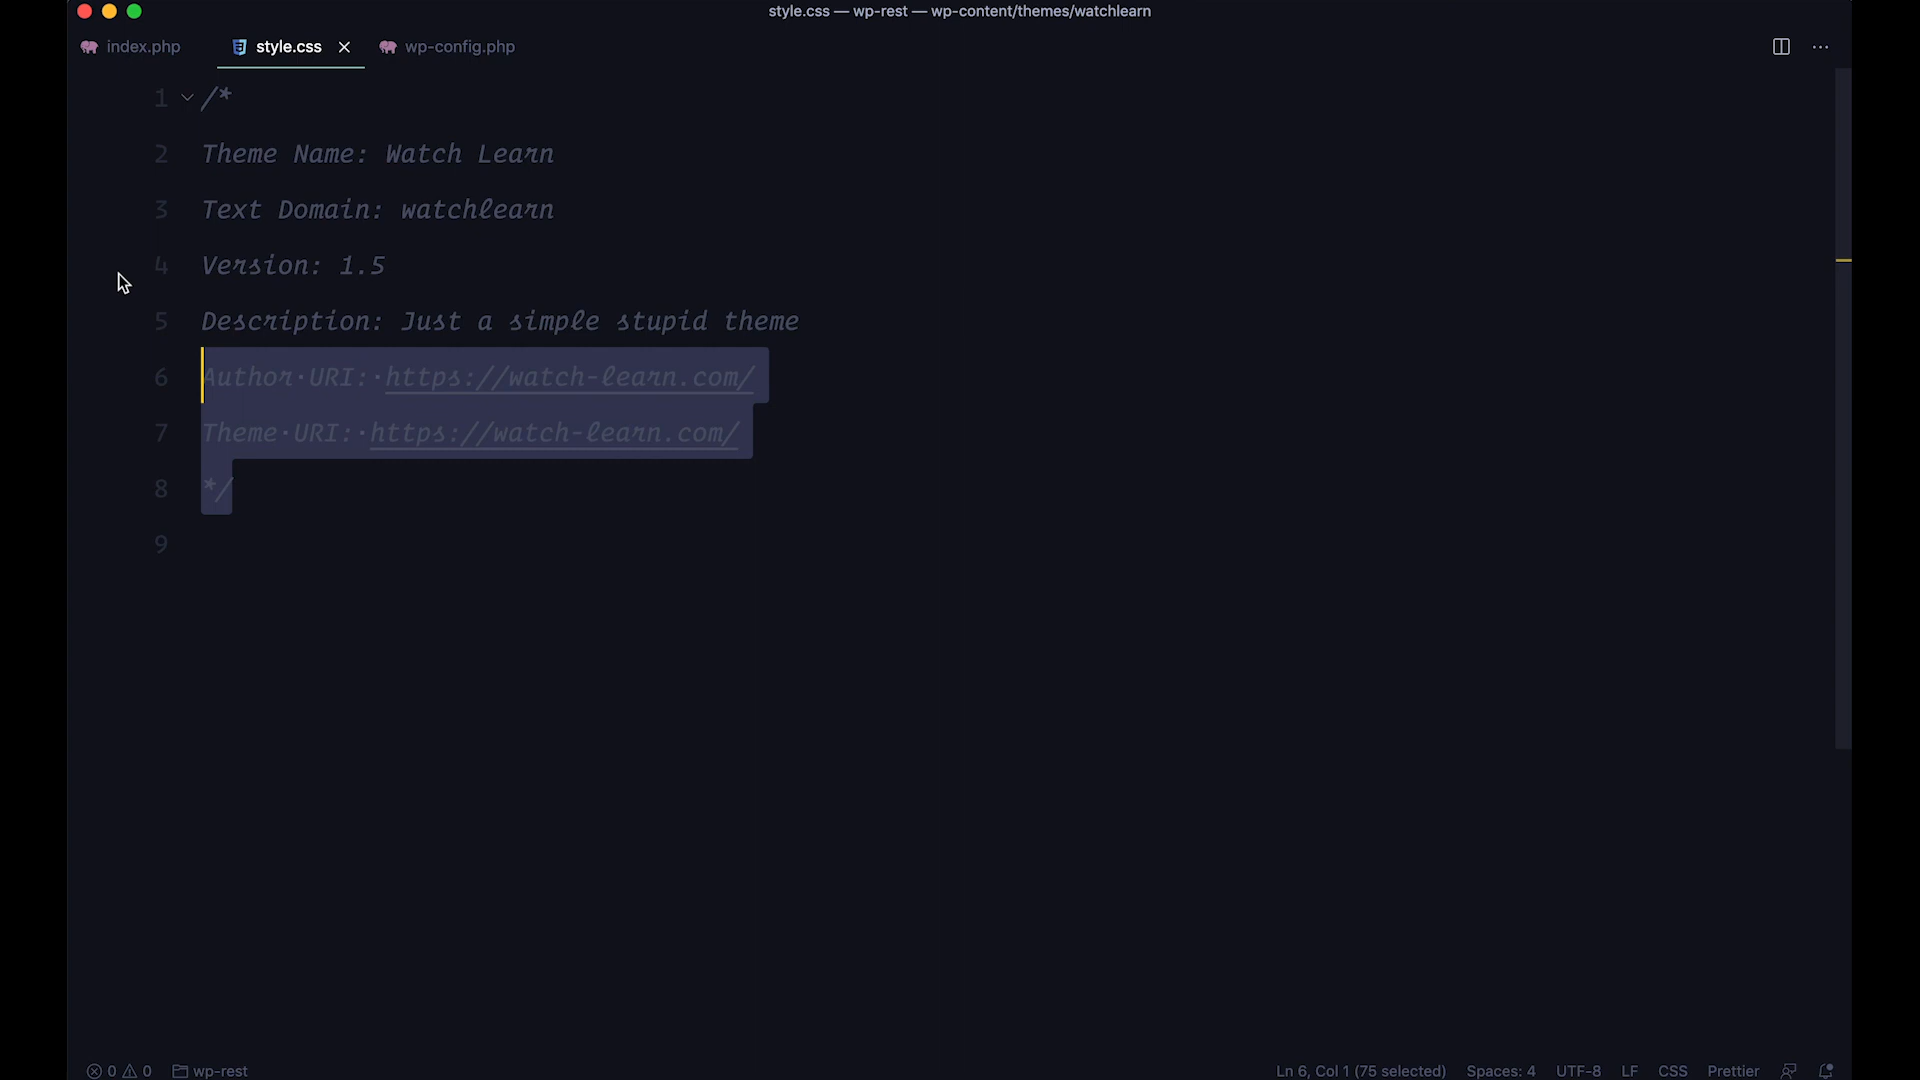 style.css — wp-rest — wp-content/themes/watchlearn
index.php
style.css
wp-config.php
1 /*
2 Theme Name: Watch Learn
3 Text Domain: watchlearn
4 Version: 1.5
5 Description: Just a simple stupid theme
6 Author·URI:·https://watch-learn.com/
7 Theme·URI:·https://watch-learn.com/
8 */
9
0 0 wp-rest Ln 6, Col 1 (75 selected) Spaces: 4 UTF-8 LF CSS Prettier